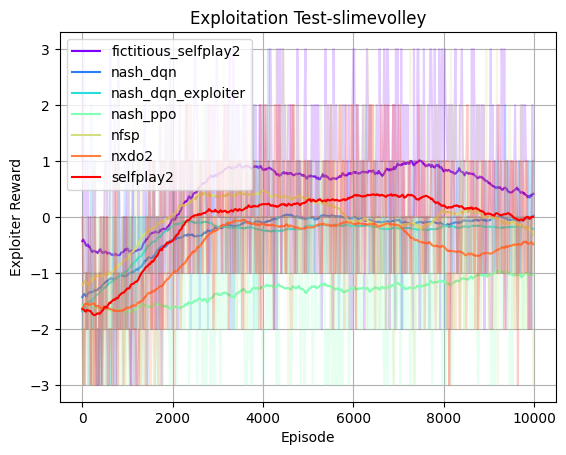 Exploitation Test-slimevolley
fictitious_selfplay2
nash_dqn
nash_dqn_exploiter
nash_ppo
nfsp
nxdo2
selfplay2
Exploiter Reward
3
2
1
0
−1
−2
−3
0 2000 4000 6000 8000 10000
Episode